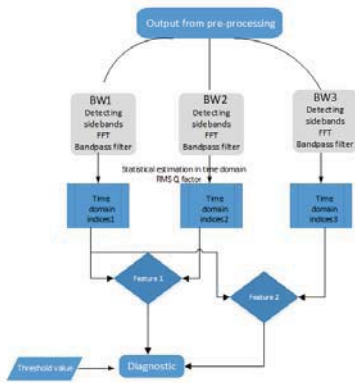 Output from pre-processing
BW1
Detecting
sidebands
FFT
Bandpass filter
BW2
Detecting
sidebands
FFT
Bandpass filter
BW3
Detecting
sidebands
FFT
Bandpass filter
Statistical estimation in time domain
RMS Q factor
Time
domain
indices1
Time
domain
indices2
Time
domain
indices3
Feature 1
Feature 2
Threshold value
Diagnostic